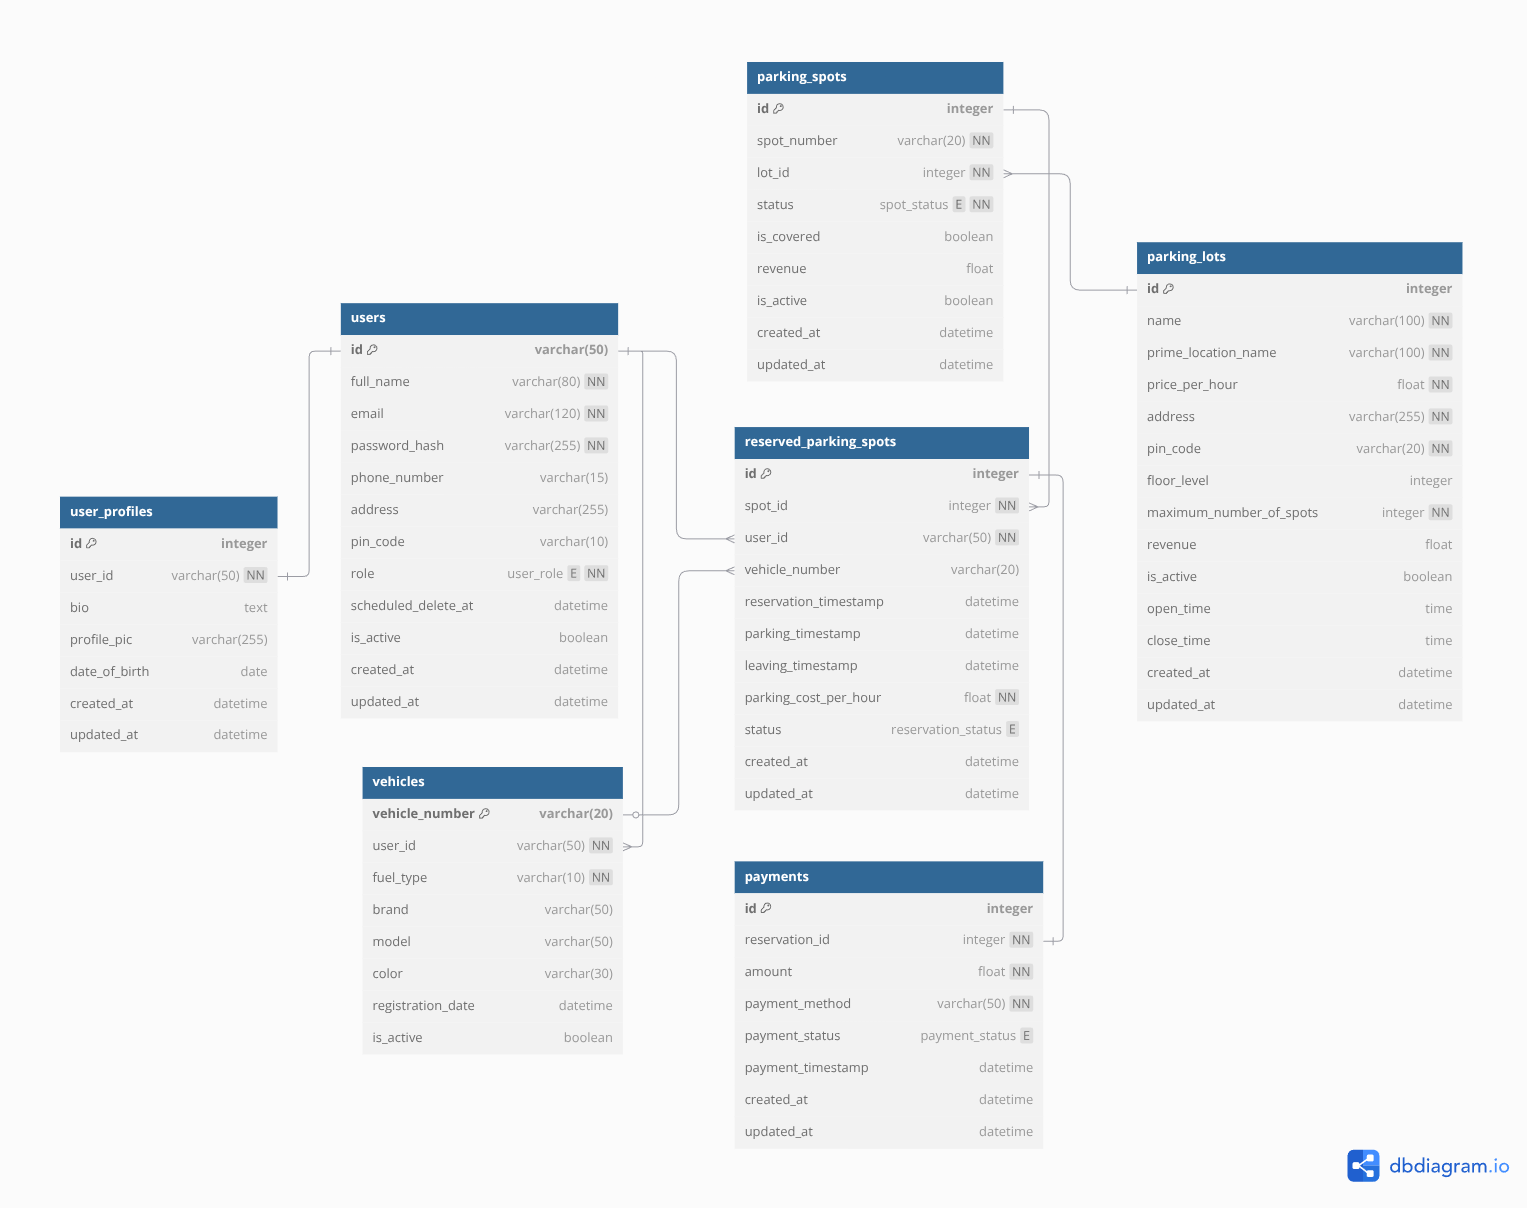 parking_spots
id integer
spot_number varchar(20) NN
lot_id integer NN
status spot_status E NN
is_covered boolean
revenue float
is_active boolean
created_at datetime
updated_at datetime
parking_lots
id integer
name varchar(100) NN
prime_location_name varchar(100) NN
price_per_hour float NN
address varchar(255) NN
pin_code varchar(20) NN
floor_level integer
maximum_number_of_spots integer NN
revenue float
is_active boolean
open_time time
close_time time
created_at datetime
updated_at datetime
users
id varchar(50)
full_name varchar(80) NN
email varchar(120) NN
password_hash varchar(255) NN
phone_number varchar(15)
address varchar(255)
pin_code varchar(10)
role user_role E NN
scheduled_delete_at datetime
is_active boolean
created_at datetime
updated_at datetime
reserved_parking_spots
id integer
spot_id integer NN
user_id varchar(50) NN
vehicle_number varchar(20)
reservation_timestamp datetime
parking_timestamp datetime
leaving_timestamp datetime
parking_cost_per_hour float NN
status reservation_status E
created_at datetime
updated_at datetime
user_profiles
id integer
user_id varchar(50) NN
bio text
profile_pic varchar(255)
date_of_birth date
created_at datetime
updated_at datetime
vehicles
vehicle_number varchar(20)
user_id varchar(50) NN
fuel_type varchar(10) NN
brand varchar(50)
model varchar(50)
color varchar(30)
registration_date datetime
is_active boolean
payments
id integer
reservation_id integer NN
amount float NN
payment_method varchar(50) NN
payment_status payment_status E
payment_timestamp datetime
created_at datetime
updated_at datetime
dbdiagram.io